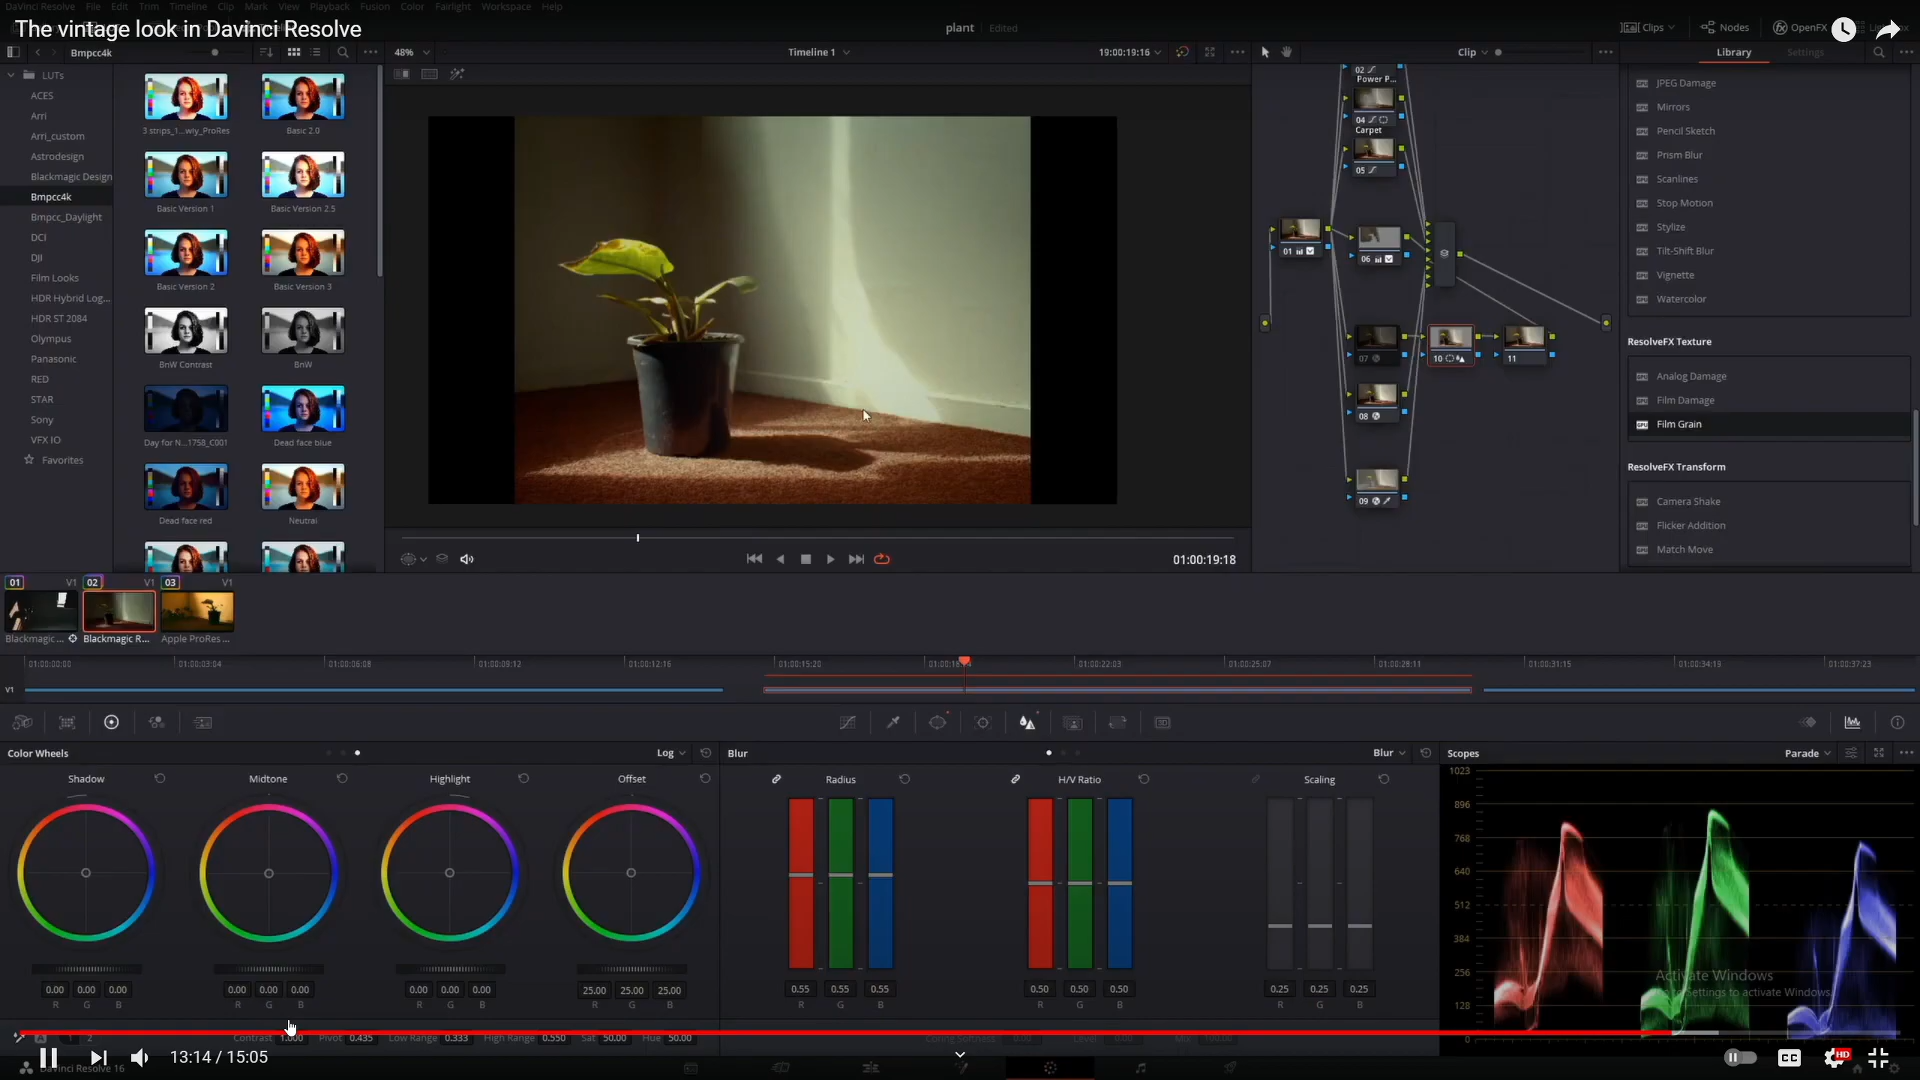 DaVinci Resolve File Edit Trim Timeline Clip Mark View Playback Fusion Color Fairlight Workspace Help
The vintage look in Davinci Resolve
plant Edited
Clips Nodes OpenFX
Bmpcc4k
48% Timeline 1 19:00:19:16
Clip
Library Settings
LUTs
ACES
Arri
Arri_custom
Astrodesign
Blackmagic Design
Bmpcc4k
Bmpcc_Daylight
DCI
DJI
Film Looks
HDR Hybrid Log...
HDR ST 2084
Olympus
Panasonic
RED
STAR
Sony
VFX IO
Favorites
3 strips_1...wly_ProRes Basic 2.0
Basic Version 1 Basic Version 2.5
Basic Version 2 Basic Version 3
BnW Contrast BnW
Day for N...1758_C001 Dead face blue
Dead face red Neutral
02
Power P...
04
Carpet
05
01
06
07
10
11
08
09
JPEG Damage
Mirrors
Pencil Sketch
Prism Blur
Scanlines
Stop Motion
Stylize
Tilt-Shift Blur
Vignette
Watercolor
ResolveFX Texture
Analog Damage
Film Damage
Film Grain
ResolveFX Transform
Camera Shake
Flicker Addition
Match Move
01:00:19:18
01 V1 02 V1 03 V1
Blackmagic ... Blackmagic R... Apple ProRes ...
01:00:00:00 01:00:03:04 01:00:06:08 01:00:09:12 01:00:12:16 01:00:15:20 01:00:22:03 01:00:25:07 01:00:28:11 01:00:31:15 01:00:34:19 01:00:37:23
V1
Color Wheels Log
Blur Blur
Scopes Parade
Shadow Midtone Highlight Offset
Radius H/V Ratio Scaling
1023
896
768
640
512
384
256
128
0
0.00 0.00 0.00 0.00 0.00 0.00 0.00 0.00 0.00 25.00 25.00 25.00
R G B R G B R G B R G B
0.55 0.55 0.55 0.50 0.50 0.50 0.25 0.25 0.25
R G B R G B R G B
Activate Windows
Go to Settings to activate Windows.
A 1 2 Contrast 1.000 Pivot 0.435 Low Range 0.333 High Range 0.550 Sat 50.00 Hue 50.00
Coring Softness 0.00 Level 0.00 Mix 100.00
13:14 / 15:05
CC HD
DaVinci Resolve 16